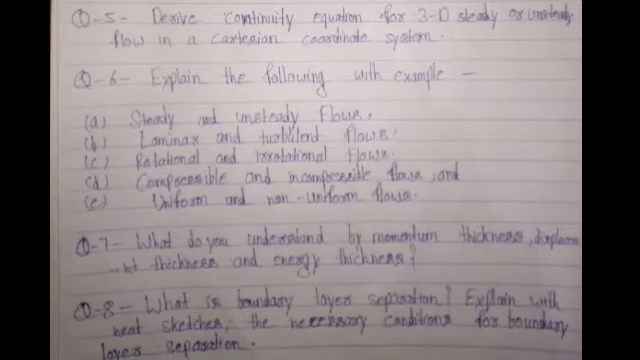 Q-5- Derive continuity equation for 3-D steady or unsteady
flow in a cartesian coordinate system.
Q-6- Explain the following with example -
(a) Steady and unsteady flows,
(b) Laminar and turbulent flows,
(c) Rotational and irrotational flows.
(d) Compressible and incompressible flows, and
(e) Uniform and non-uniform flows.
Q-7- What do you understand by momentum thickness, displacem
-nt thickness and energy thickness?
Q-8- What is boundary layer separation? Explain with
neat sketches, the necessary conditions for boundary
layer separation.